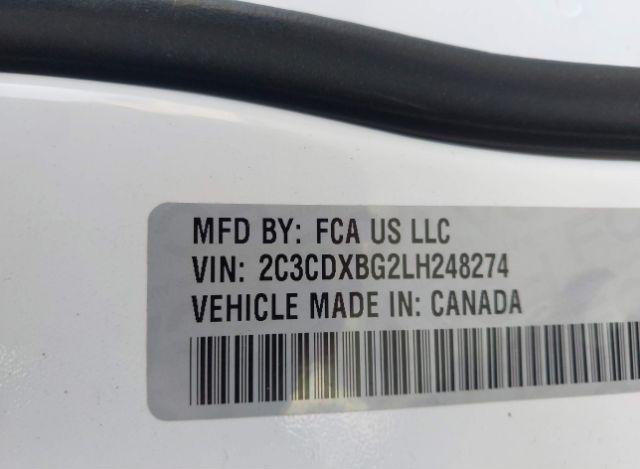 MFD BY: FCA US LLC
VIN: 2C3CDXBG2LH248274
VEHICLE MADE IN: CANADA